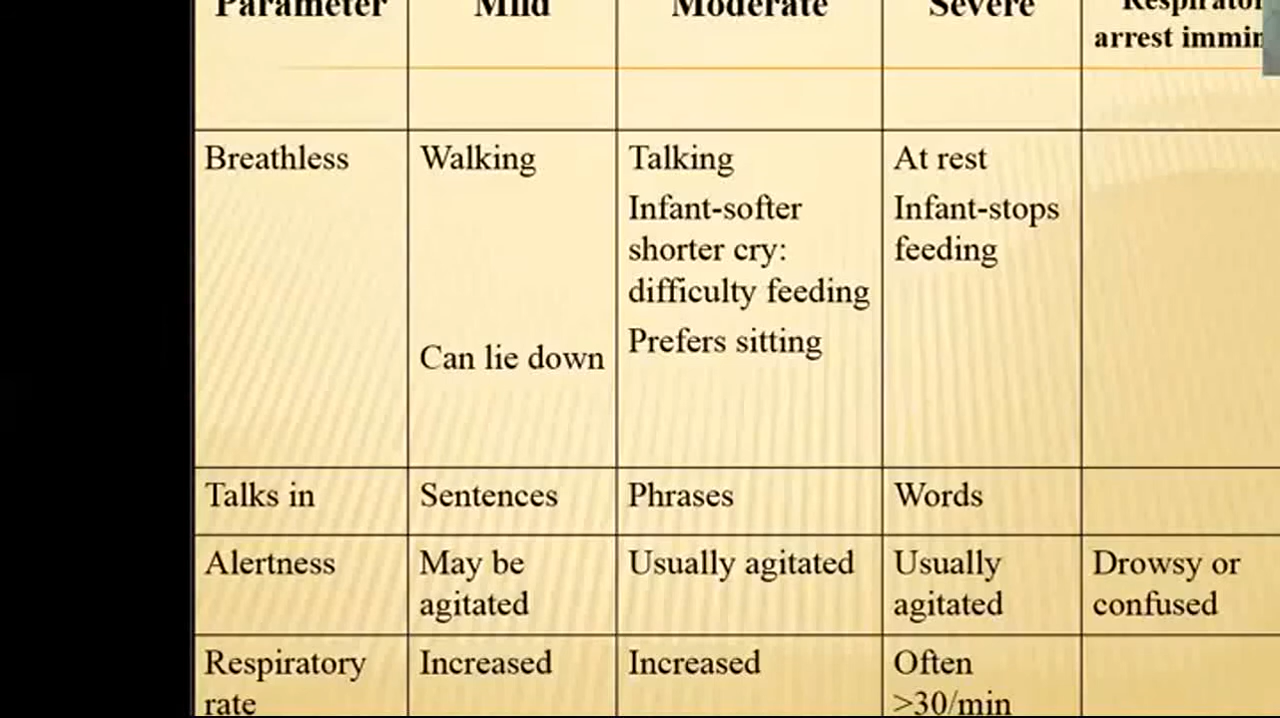 Parameter Mild Moderate Severe
arrest
Breathless Walking Talking At rest
Infant-softer Infant-stops
shorter cry: feeding
difficulty feeding
Prefers sitting
Can lie down
Talks in Sentences Phrases Words
Alertness May be Usually agitated Usually Drowsy or
agitated agitated confused
Respiratory Increased Increased Often
rate >30/min